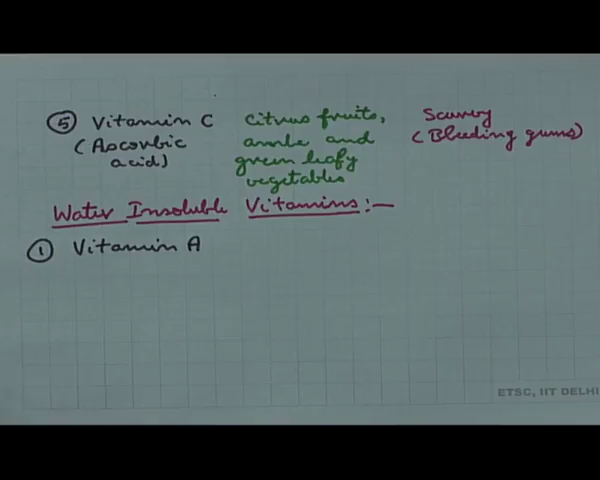 ⑤ Vitamin C citrus fruits, Scurvy
(Ascorbic amla and (Bleeding gums)
acid) green leafy
vegetables
Water Insoluble Vitamins :—
① Vitamin A
ETSC, IIT DELHI